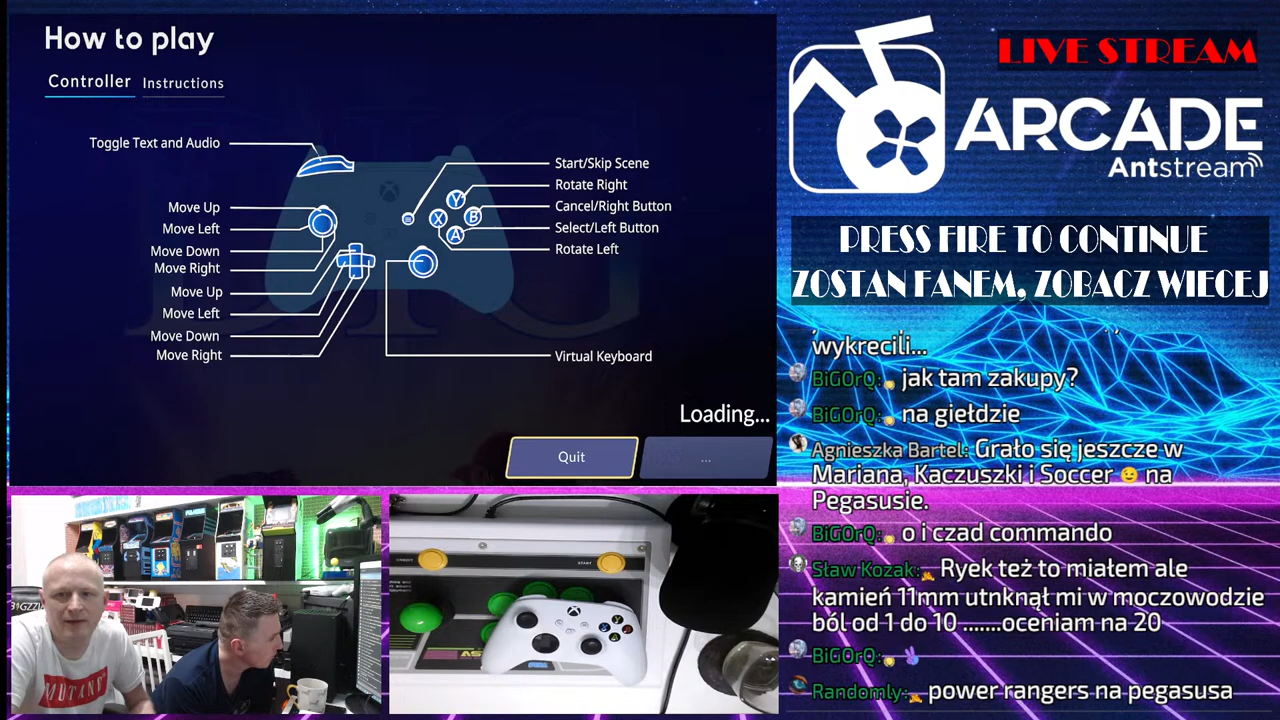 How to play
Controller
Instructions
Toggle Text and Audio
Start/Skip Scene
Y
Rotate Right
X
B
Cancel/Right Button
A
Select/Left Button
Rotate Left
Move Up
Move Left
Move Down
Move Right
Move Up
Move Left
Move Down
Move Right
Virtual Keyboard
Loading...
Quit
...
LIVE STREAM
ARCADE
Antstream
PRESS FIRE TO CONTINUE
ZOSTAN FANEM, ZOBACZ WIECEJ
wykrecili...
BiGOrQ: jak tam zakupy?
BiGOrQ: na giełdzie
Agnieszka Bartel: Grało się jeszcze w
Mariana, Kaczuszki i Soccer 😉 na
Pegasusie.
BiGOrQ: o i czad commando
Sław Kozak: Ryek też to miałem ale
kamień 11mm utnknął mi w moczowodzie
ból od 1 do 10 .......oceniam na 20
BiGOrQ: ✌
Randomly: power rangers na pegasusa
MUTANT
START
SEGA